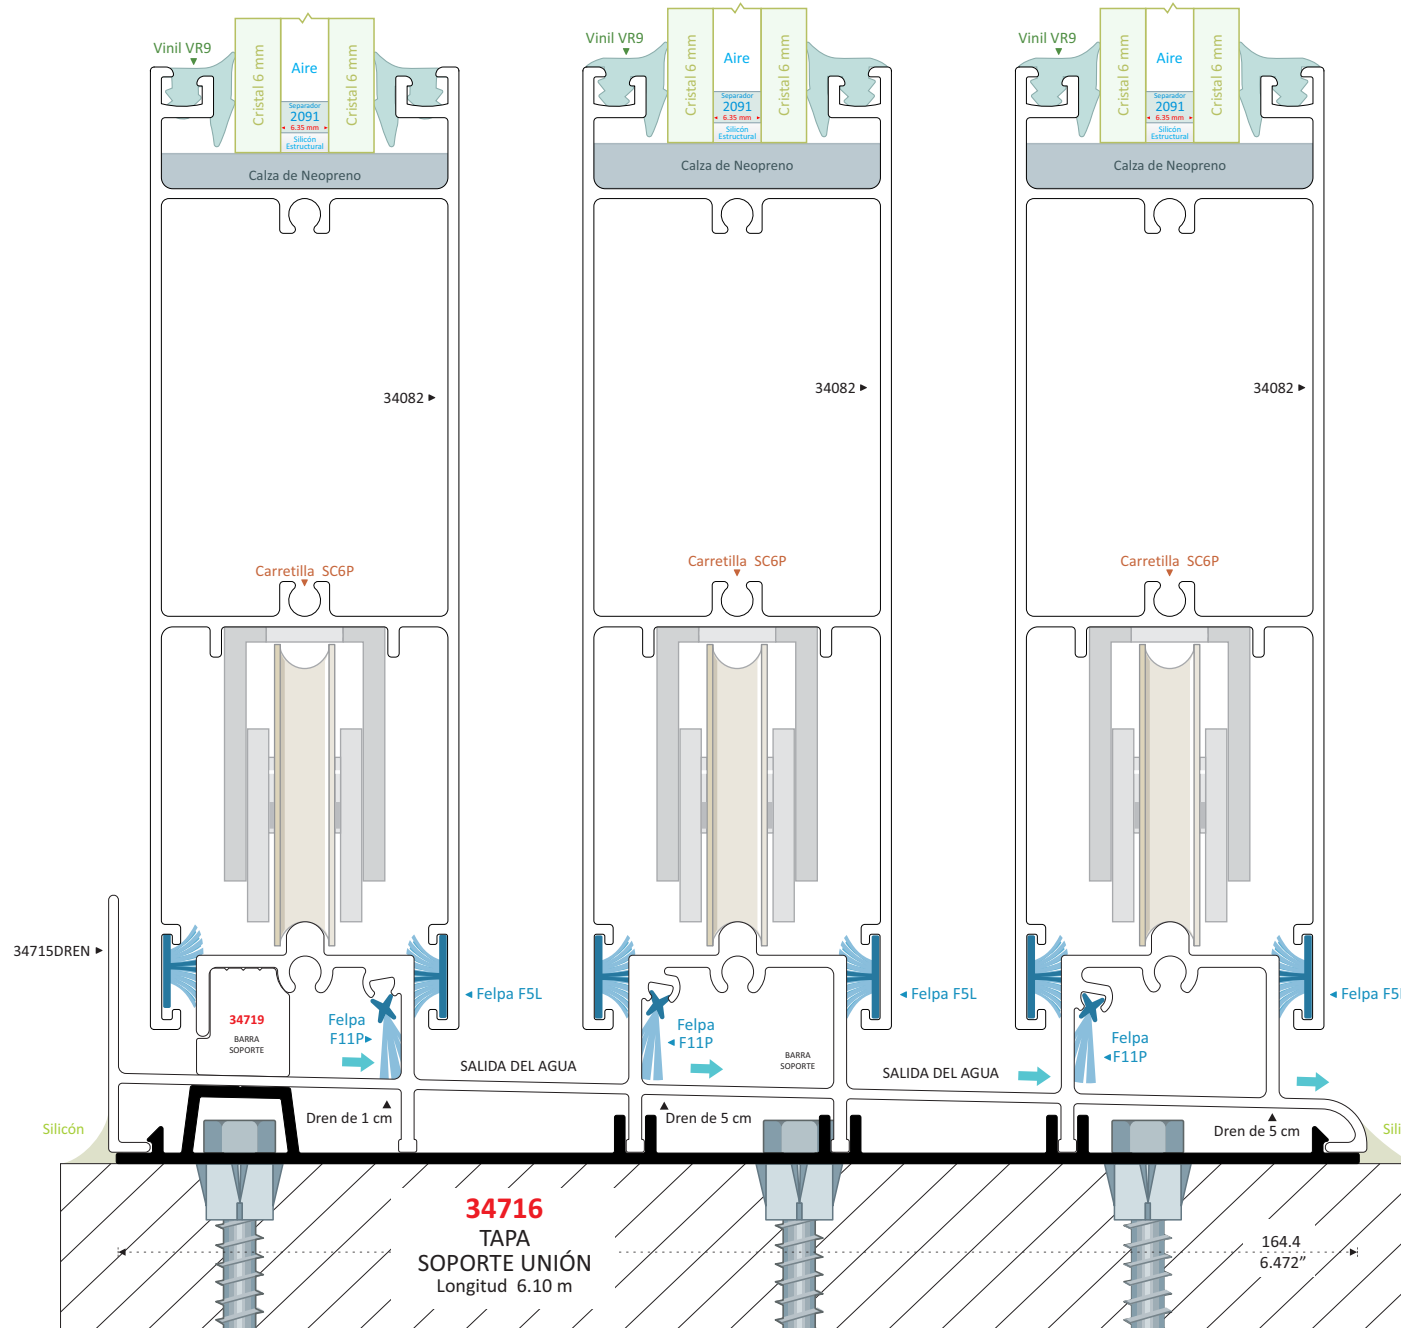 Vinil VR9
Cristal 6 mm
Aire
Cristal 6 mm
Separador
2091
6.35 mm
Silicón
Estructural
Calza de Neopreno
Vinil VR9
Cristal 6 mm
Aire
Cristal 6 mm
Separador
2091
6.35 mm
Silicón
Estructural
Calza de Neopreno
Vinil VR9
Cristal 6 mm
Aire
Cristal 6 mm
Separador
2091
6.35 mm
Silicón
Estructural
Calza de Neopreno
34082
34082
34082
Carretilla SC6P
Carretilla SC6P
Carretilla SC6P
34715DREN
Felpa F5L
Felpa F5L
Felpa F5
34719
BARRA
SOPORTE
Felpa
F11P
SALIDA DEL AGUA
Felpa
F11P
BARRA
SOPORTE
SALIDA DEL AGUA
Felpa
F11P
Silicón
Dren de 1 cm
Dren de 5 cm
Dren de 5 cm
Sili
34716
TAPA
SOPORTE UNIÓN
Longitud 6.10 m
164.4
6.472”